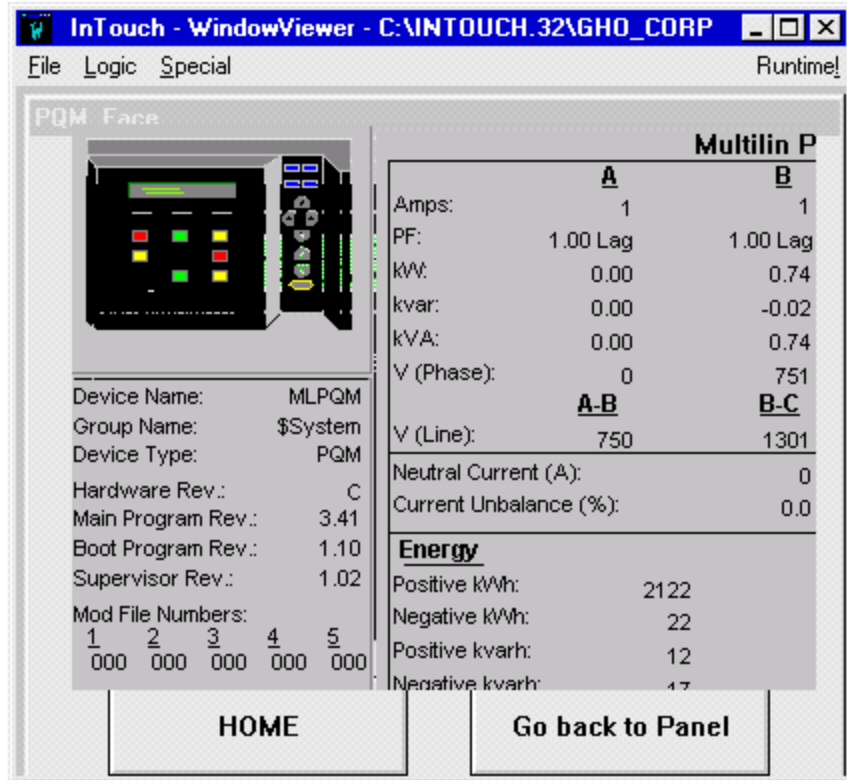 InTouch - WindowViewer - C:\INTOUCH.32\GHO_CORP
File Logic Special Runtime!
PQM Face
Multilin P
A B
Amps: 1 1
PF: 1.00 Lag 1.00 Lag
kW: 0.00 0.74
kvar: 0.00 -0.02
kVA: 0.00 0.74
V (Phase): 0 751
A-B B-C
V (Line): 750 1301
Neutral Current (A): 0
Current Unbalance (%): 0.0
Energy
Positive kWh: 2122
Negative kWh: 22
Positive kvarh: 12
Negative kvarh: 17
Device Name: MLPQM
Group Name: $System
Device Type: PQM
Hardware Rev.: C
Main Program Rev.: 3.41
Boot Program Rev.: 1.10
Supervisor Rev.: 1.02
Mod File Numbers:
1 2 3 4 5
000 000 000 000 000
HOME
Go back to Panel